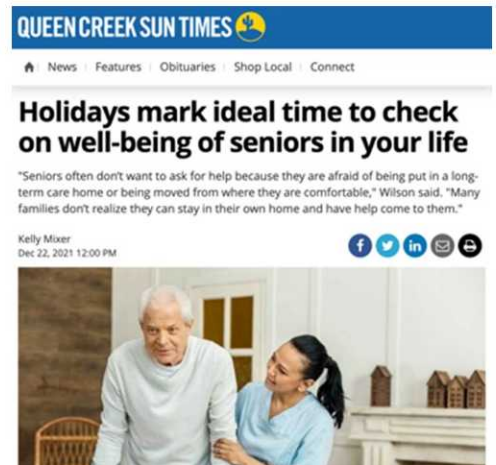 QUEEN CREEK SUN TIMES
News Features Obituaries Shop Local Connect
Holidays mark ideal time to check
on well-being of seniors in your life
"Seniors often don't want to ask for help because they are afraid of being put in a long-
term care home or being moved from where they are comfortable," Wilson said. "Many
families don't realize they can stay in their own home and have help come to them."
Kelly Mixer
Dec 22, 2021 12:00 PM